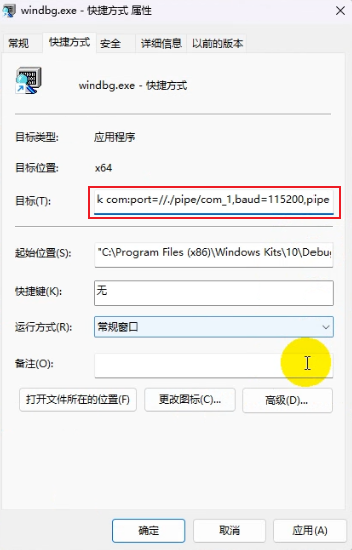 windbg.exe - 快捷方式 属性
常规 快捷方式 安全 详细信息 以前的版本
windbg.exe - 快捷方式
目标类型: 应用程序
目标位置: x64
目标(T): k com:port=//./pipe/com_1,baud=115200,pipe
起始位置(S): "C:\Program Files (x86)\Windows Kits\10\Debug
快捷键(K): 无
运行方式(R): 常规窗口
备注(O):
打开文件所在的位置(F) 更改图标(C)... 高级(D)...
确定 取消 应用(A)